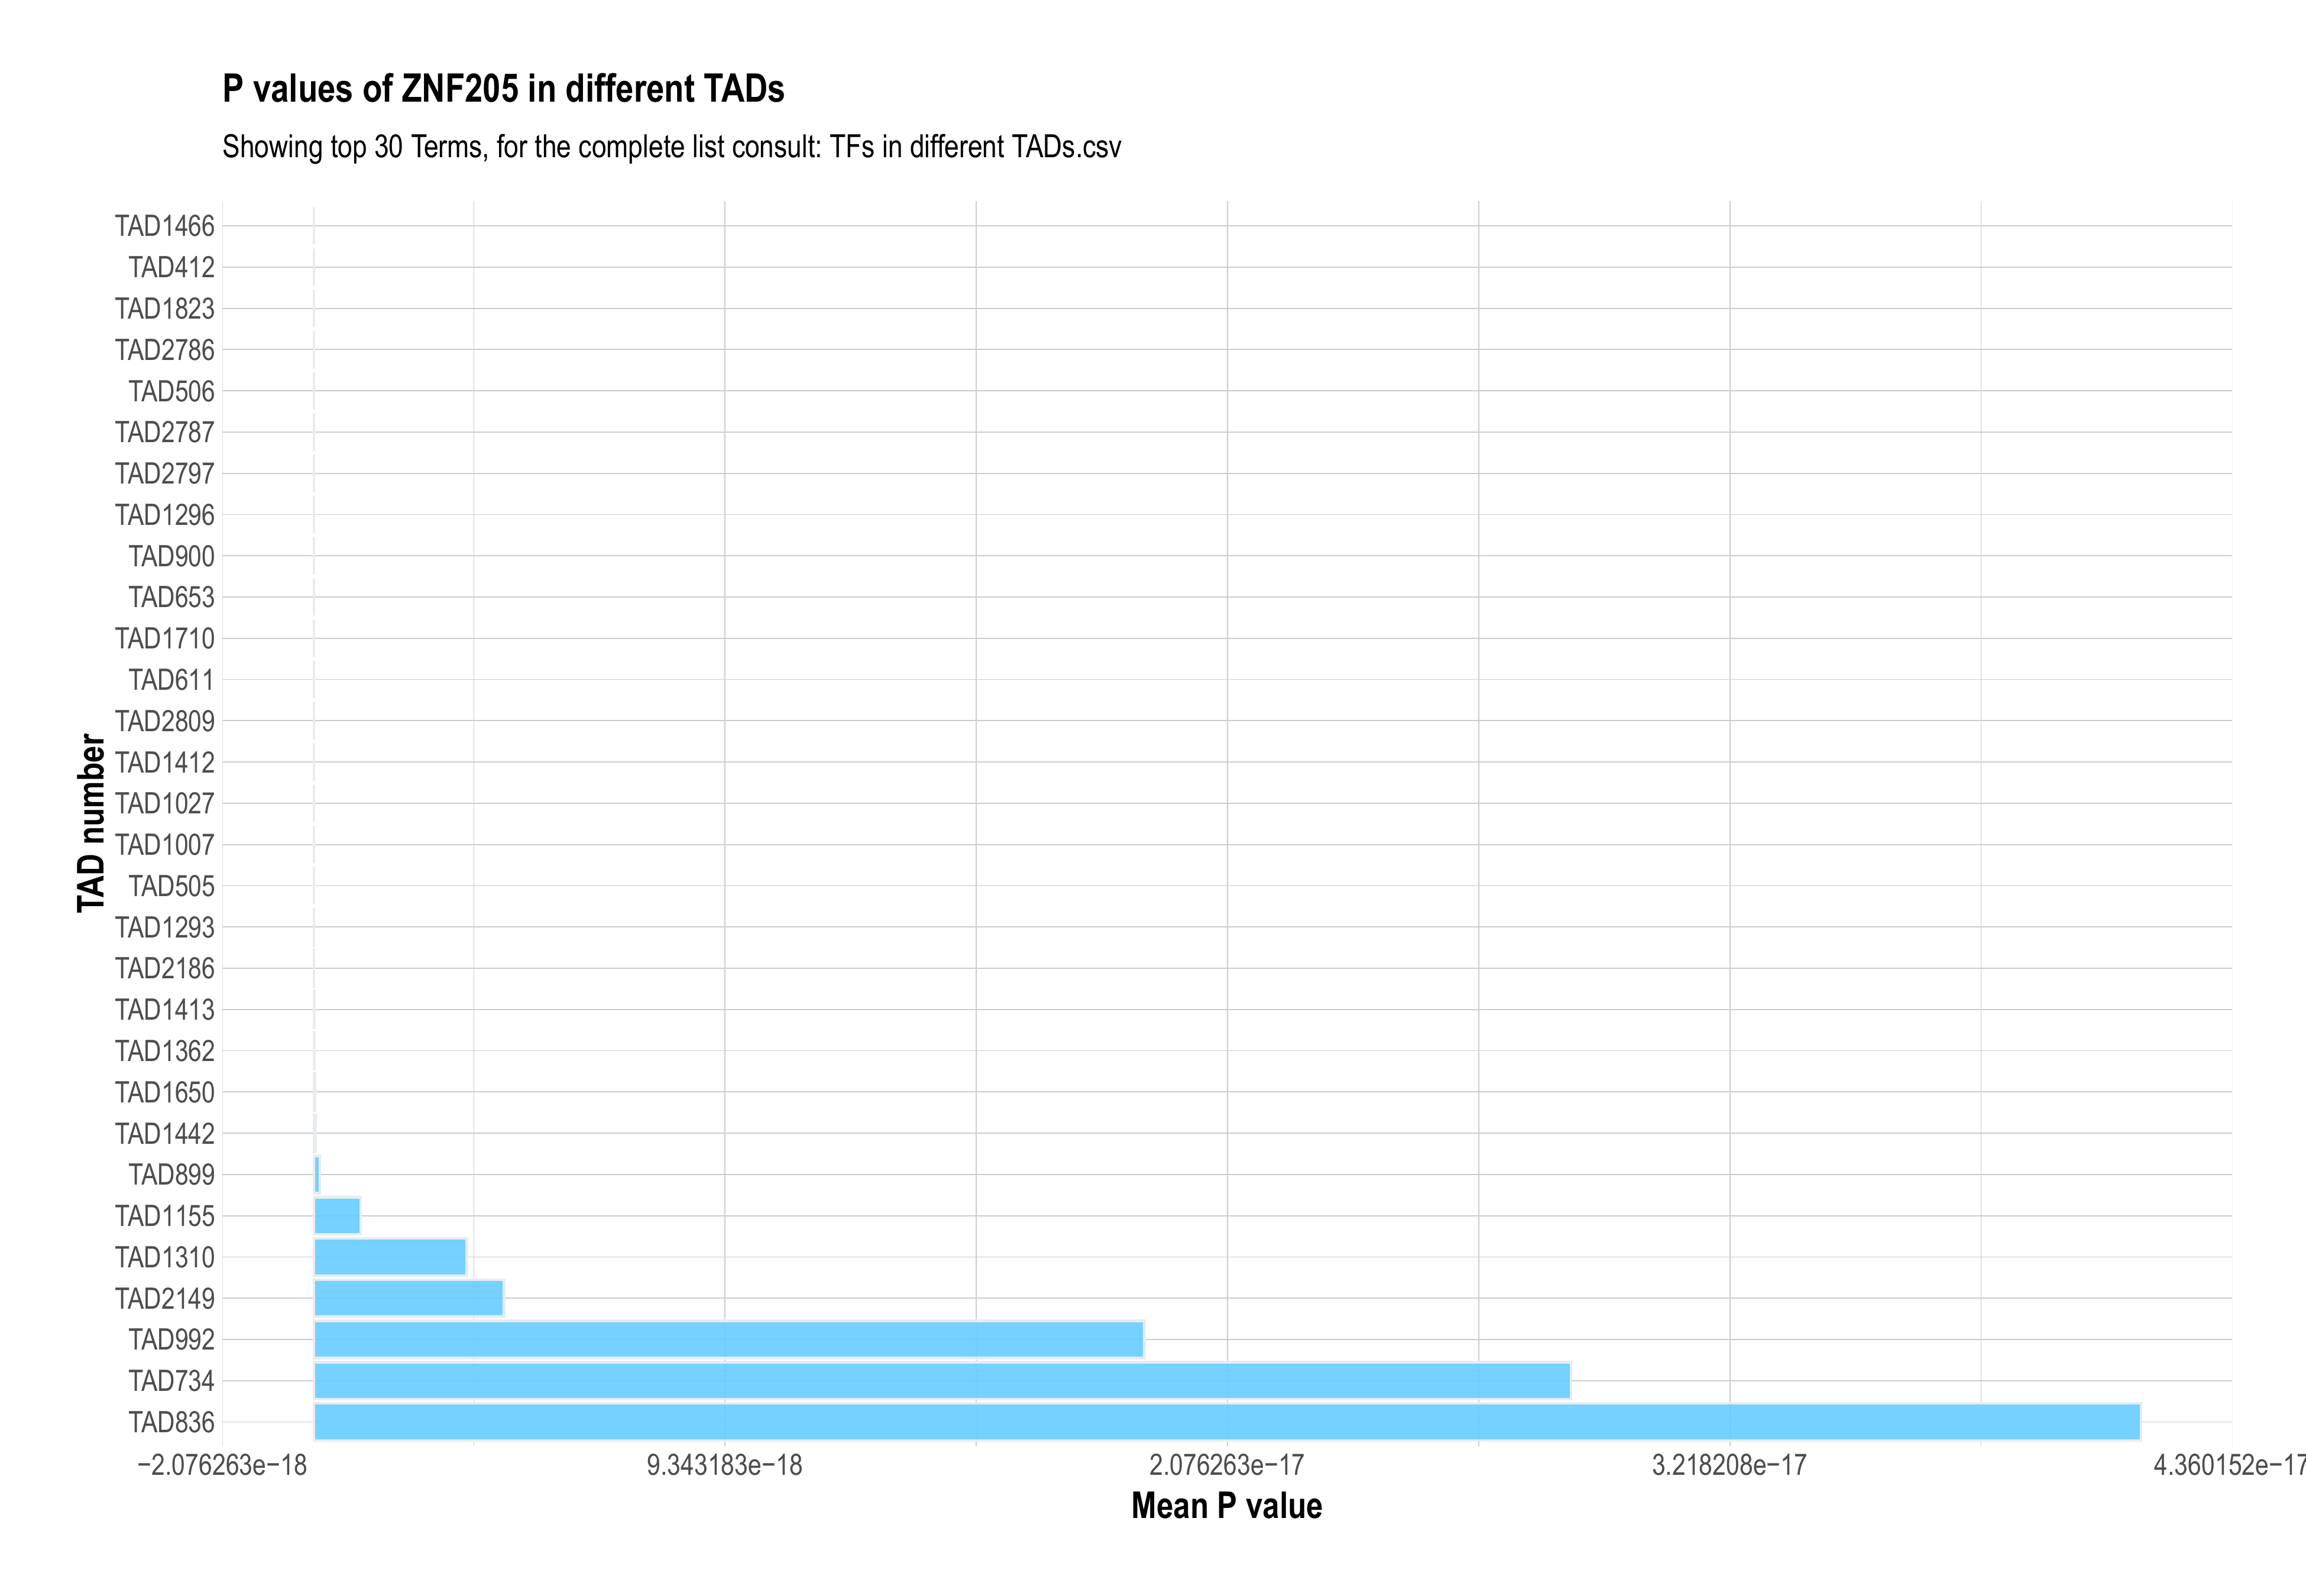 P values of ZNF205 in different TADs
Showing top 30 Terms, for the complete list consult: TFs in different TADs.csv
TAD number
TAD1466
TAD412
TAD1823
TAD2786
TAD506
TAD2787
TAD2797
TAD1296
TAD900
TAD653
TAD1710
TAD611
TAD2809
TAD1412
TAD1027
TAD1007
TAD505
TAD1293
TAD2186
TAD1413
TAD1362
TAD1650
TAD1442
TAD899
TAD1155
TAD1310
TAD2149
TAD992
TAD734
TAD836
−2.076263e−18 9.343183e−18 2.076263e−17 3.218208e−17 4.360152e−17
Mean P value